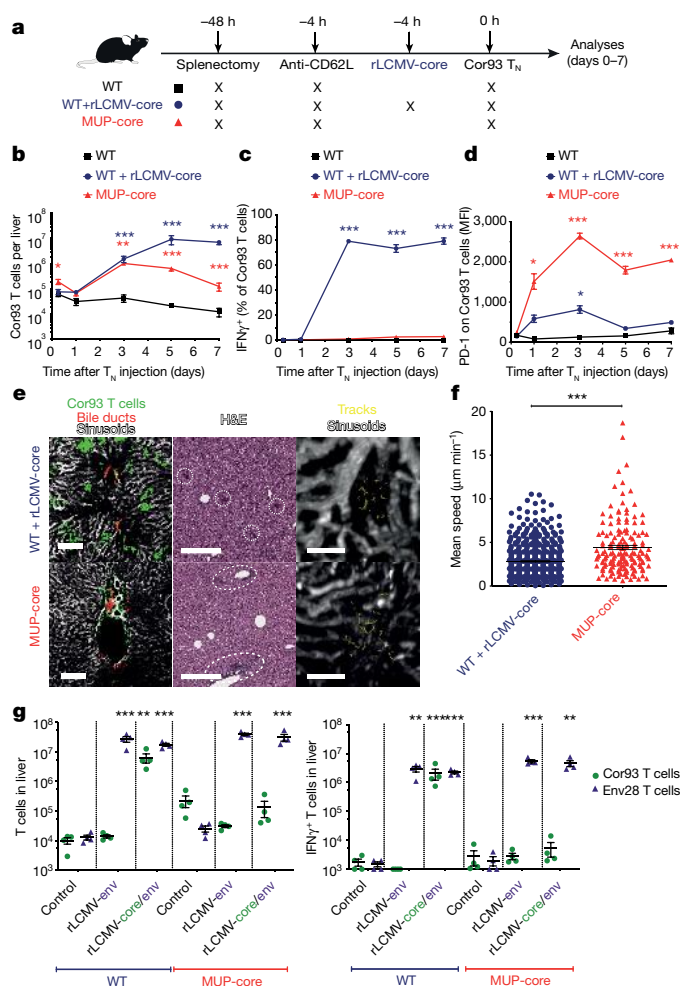 a
−48 h −4 h −4 h 0 h
Splenectomy Anti-CD62L rLCMV-core Cor93 TN
Analyses
(days 0–7)
WT X X X
WT+rLCMV-core X X X X
MUP-core X X X
b
WT
WT + rLCMV-core
MUP-core
Cor93 T cells per liver
10^8
10^7
10^6
10^5
10^4
10^3
* *** ** *** *** *** ***
0 1 3 5 7
Time after TN injection (days)
c
WT
WT + rLCMV-core
MUP-core
IFNγ+ (% of Cor93 T cells)
100
80
60
40
20
0
*** *** ***
0 1 3 5 7
Time after TN injection (days)
d
WT
WT + rLCMV-core
MUP-core
PD-1 on Cor93 T cells (MFI)
3,000
2,000
1,000
0
* *** * *** ***
0 1 3 5 7
Time after TN injection (days)
e
Cor93 T cells
Bile ducts
Sinusoids
H&E
Tracks
Sinusoids
WT + rLCMV-core
MUP-core
f
***
Mean speed (µm min−1)
20
15
10
5
0
WT + rLCMV-core
MUP-core
g
T cells in liver
10^8
10^7
10^6
10^5
10^4
10^3
*** ** *** *** ***
Control
rLCMV-env
rLCMV-core/env
Control
rLCMV-env
rLCMV-core/env
WT
MUP-core
IFNγ+ T cells in liver
10^8
10^7
10^6
10^5
10^4
10^3
** *** *** *** **
Control
rLCMV-env
rLCMV-core/env
Control
rLCMV-env
rLCMV-core/env
WT
MUP-core
Cor93 T cells
Env28 T cells